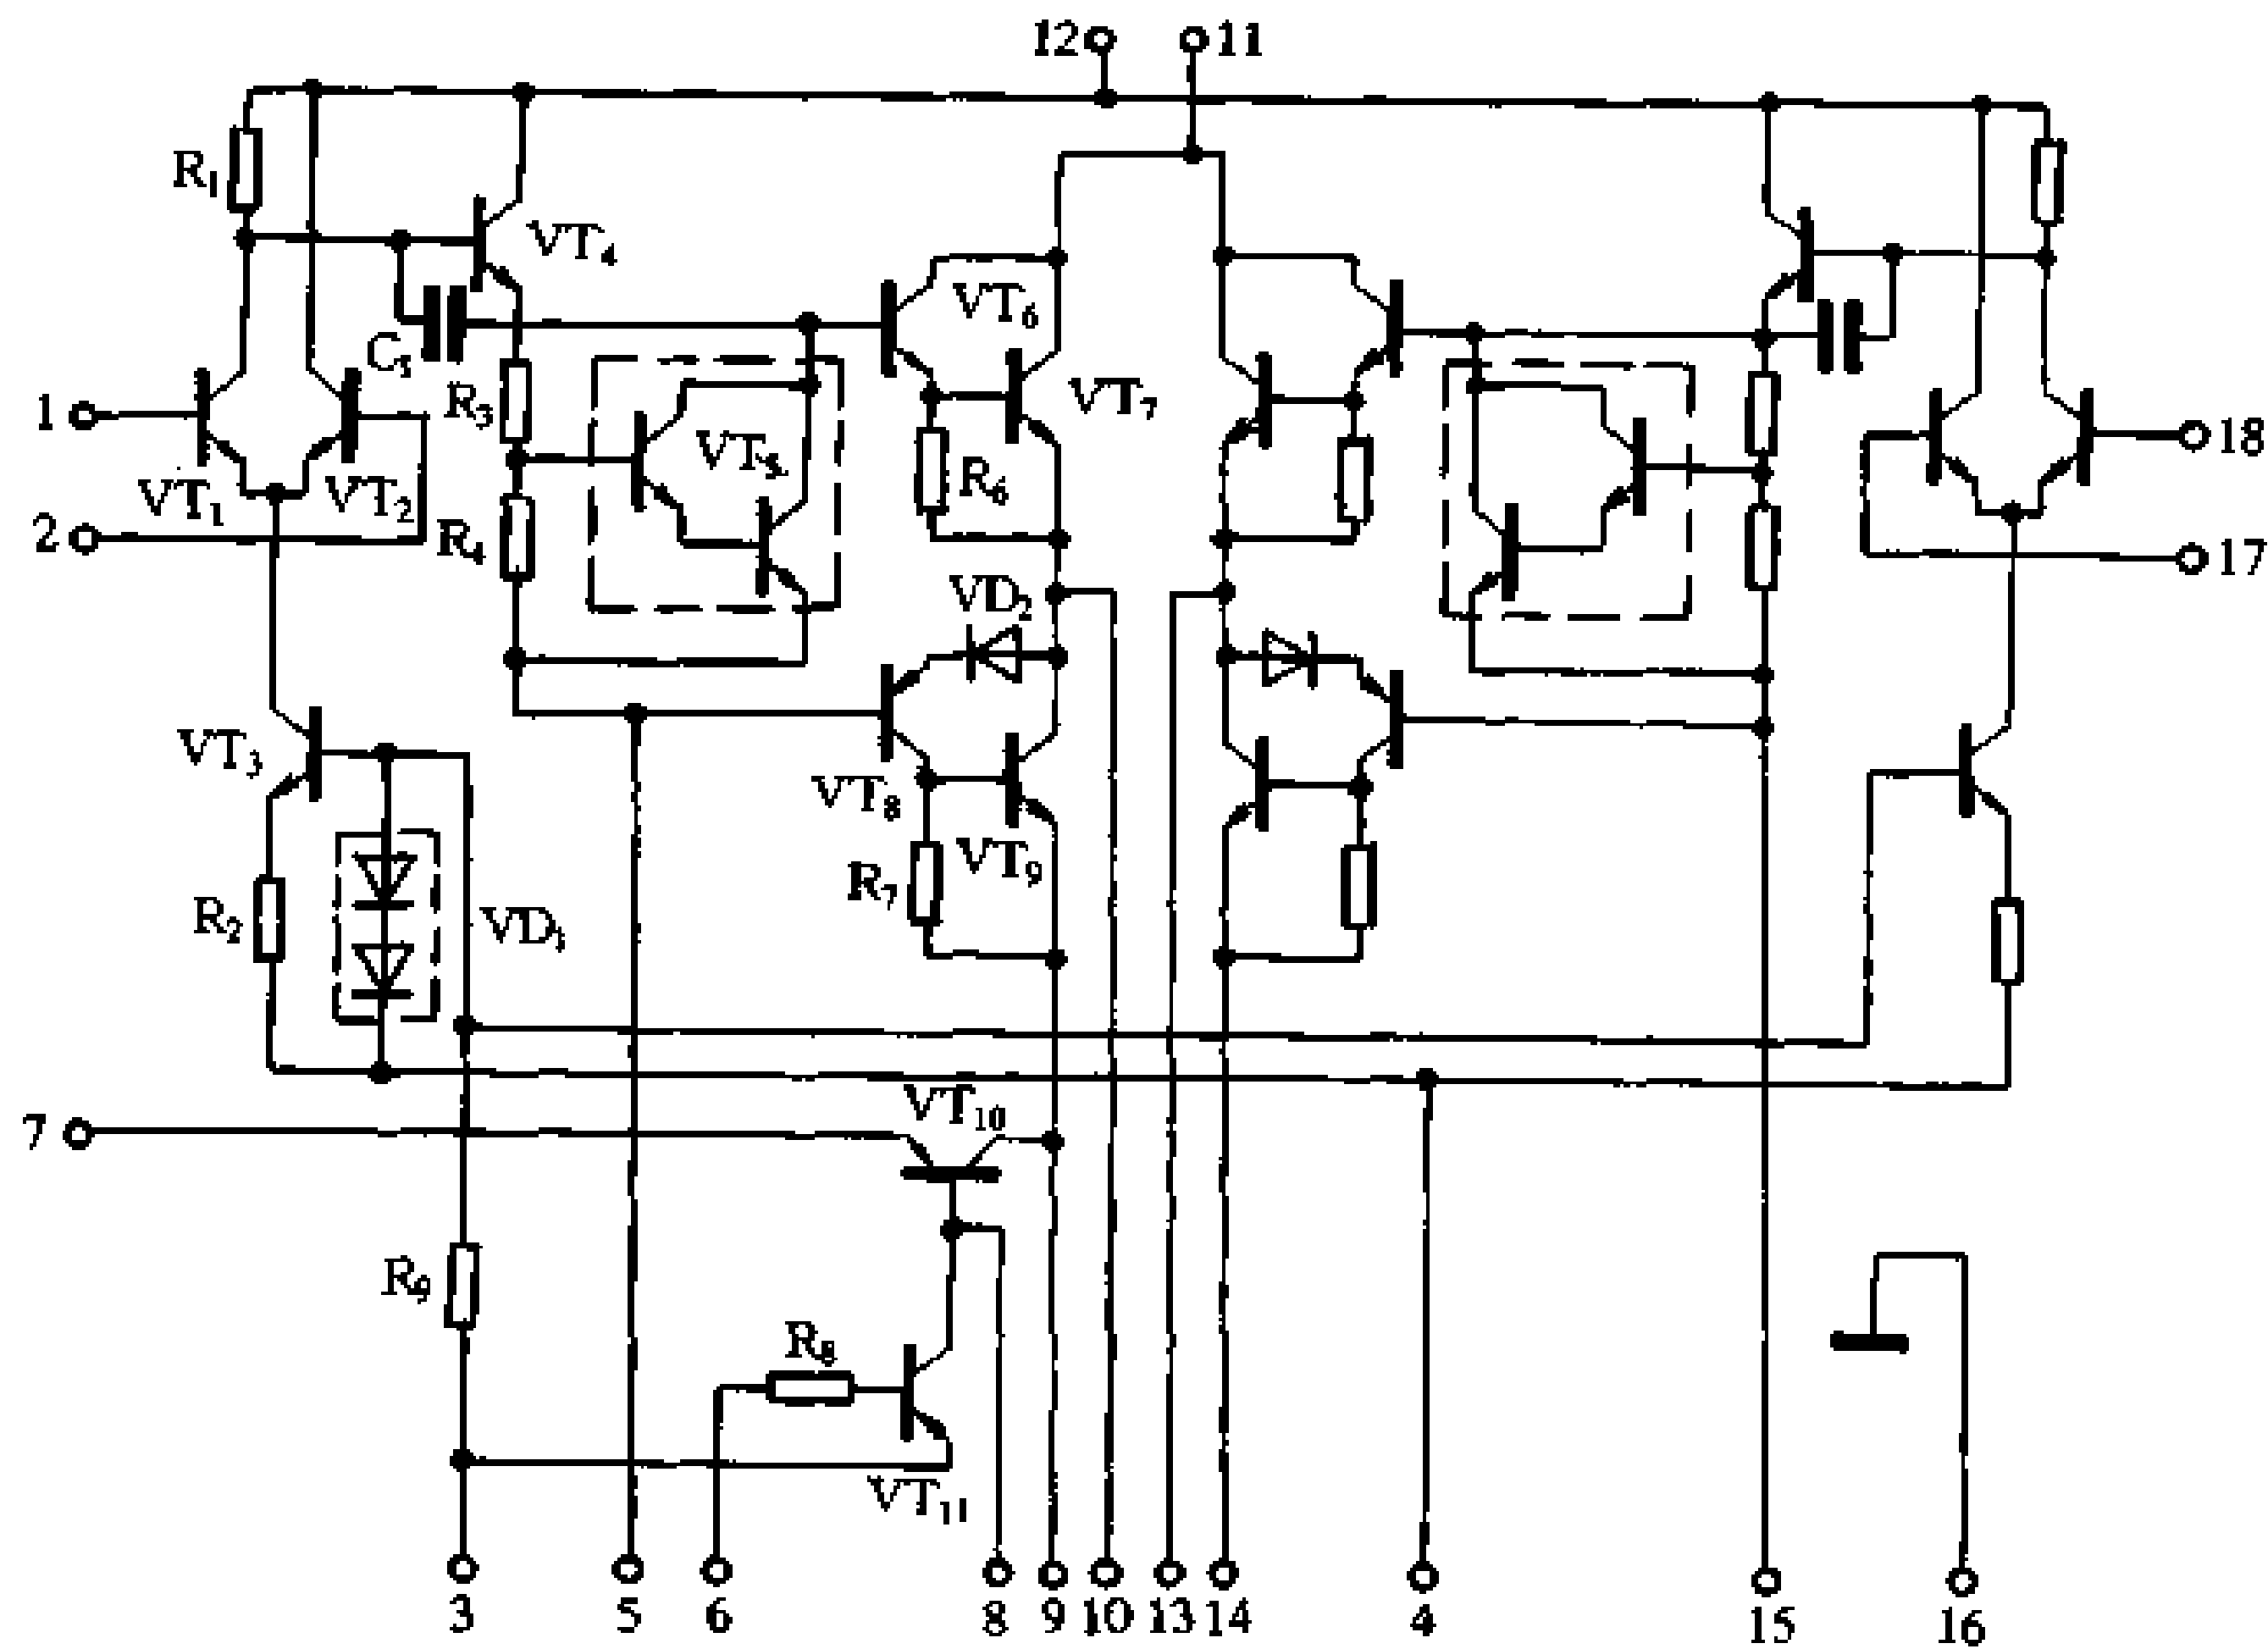 12 11
R₁
VT₄
VT₆
C₁
R₃
VT₇
1
VT₅
18
VT₁ VT₂
R₆
2
R₄
17
VD₂
VT₃
VT₈
VT₉
R₇
R₂
VD₁
VT₁₀
7
R₉
R₈
VT₁₁
3 5 6 8 9 10 13 14 4 15 16